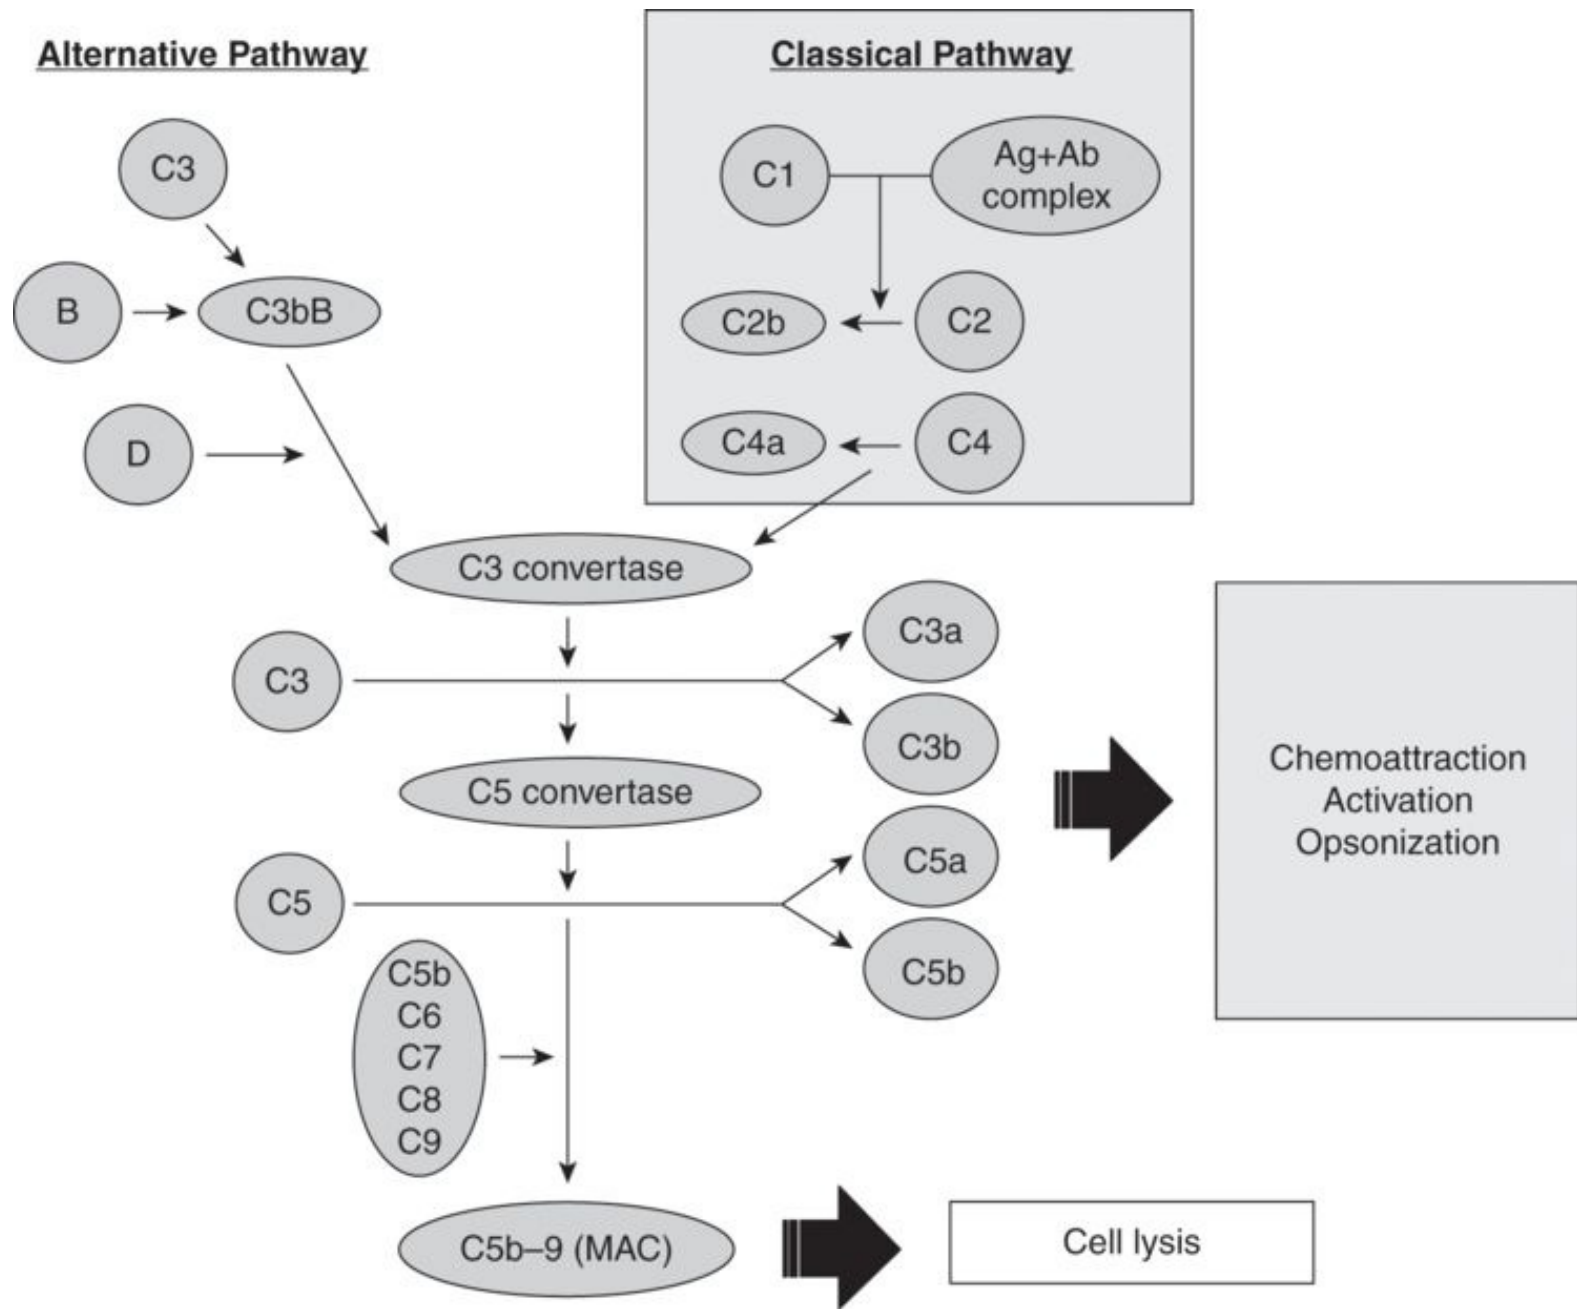 Alternative Pathway
Classical Pathway
C3
C1
Ag+Ab
complex
B
C3bB
C2b
C2
D
C4a
C4
C3 convertase
C3
C3a
C3b
C5 convertase
Chemoattraction
Activation
Opsonization
C5
C5a
C5b
C5b
C6
C7
C8
C9
C5b–9 (MAC)
Cell lysis